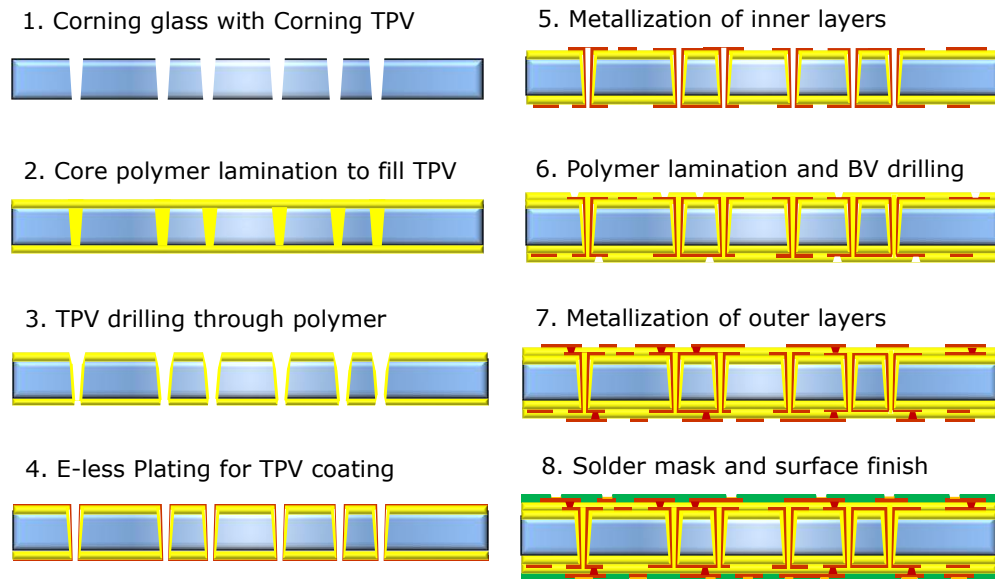 1. Corning glass with Corning TPV
2. Core polymer lamination to fill TPV
3. TPV drilling through polymer
4. E-less Plating for TPV coating
5. Metallization of inner layers
6. Polymer lamination and BV drilling
7. Metallization of outer layers
8. Solder mask and surface finish